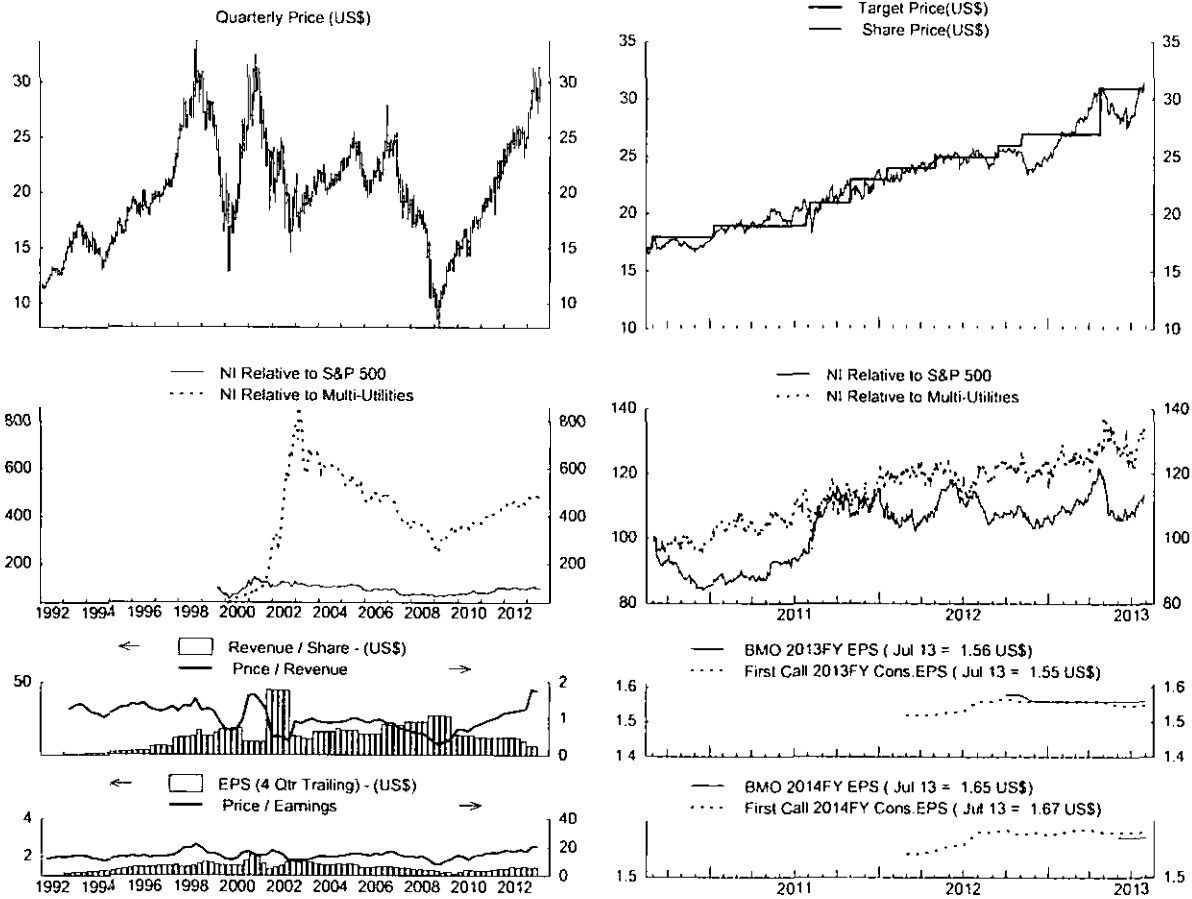 Quarterly Price (US$)
30 30
25 25
20 20
15 15
10 10
NI Relative to S&P 500
NI Relative to Multi-Utilities
800 800
600 600
400 400
200 200
1992 1994 1996 1998 2000 2002 2004 2006 2008 2010 2012
← Revenue / Share - (US$)
Price / Revenue →
50 2
1
0 0
← EPS (4 Qtr Trailing) - (US$)
Price / Earnings →
4 40
2 20
0
1992 1994 1996 1998 2000 2002 2004 2006 2008 2010 2012
Target Price(US$)
Share Price(US$)
35 35
30 30
25 25
20 20
15 15
10 10
NI Relative to S&P 500
NI Relative to Multi-Utilities
140 140
120 120
100 100
80 80
2011 2012 2013
BMO 2013FY EPS ( Jul 13 = 1.56 US$)
First Call 2013FY Cons.EPS ( Jul 13 = 1.55 US$)
1.6 1.6
1.5 1.5
1.4 1.4
BMO 2014FY EPS ( Jul 13 = 1.65 US$)
First Call 2014FY Cons.EPS ( Jul 13 = 1.67 US$)
1.5 1.5
2011 2012 2013